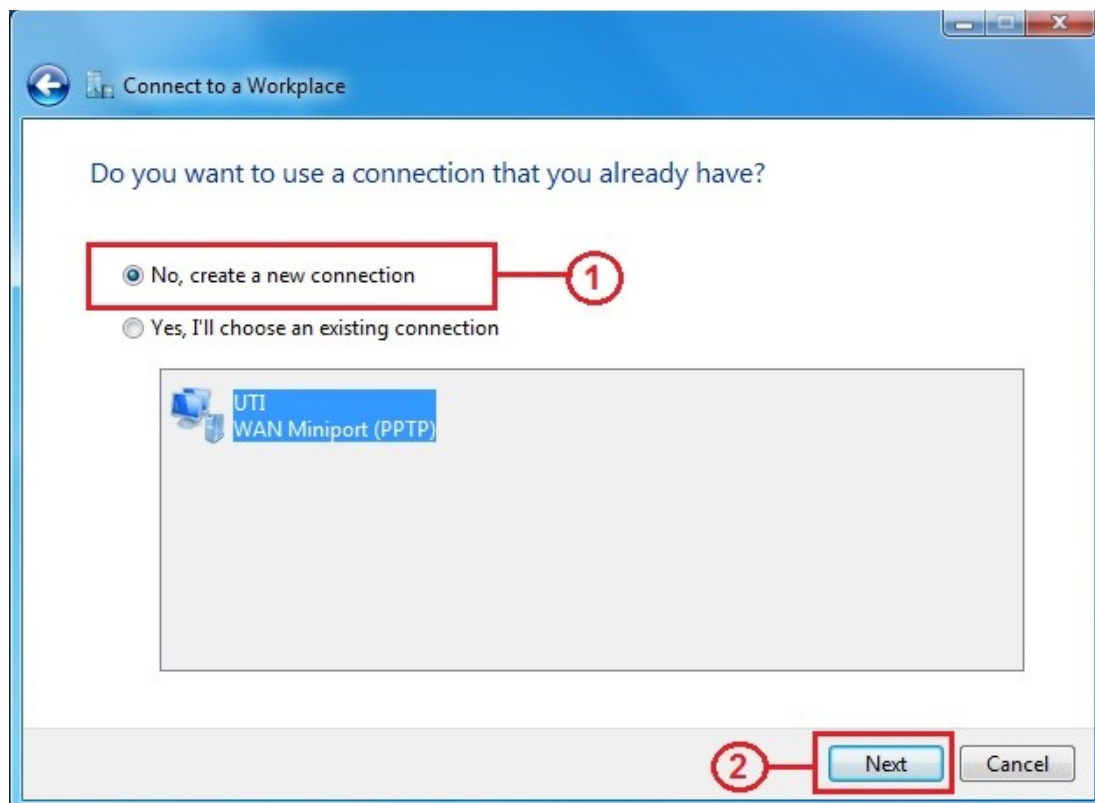 Connect to a Workplace
Do you want to use a connection that you already have?
No, create a new connection
1
Yes, I'll choose an existing connection
UTI
WAN Miniport (PPTP)
2
Next
Cancel